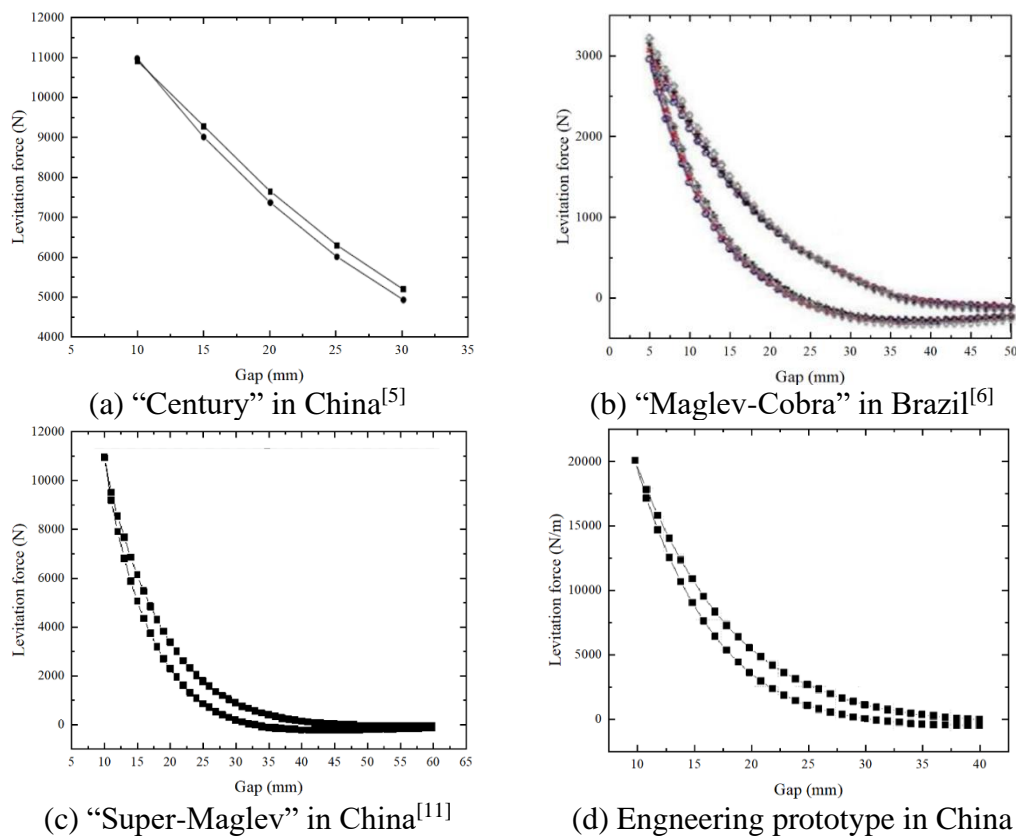 12000
11000
10000
9000
8000
7000
6000
5000
4000
Levitation force (N)
5 10 15 20 25 30 35
Gap (mm)
(a) “Century” in China[5]
3000
2000
1000
0
Levitation force (N)
0 5 10 15 20 25 30 35 40 45 50
Gap (mm)
(b) “Maglev-Cobra” in Brazil[6]
12000
10000
8000
6000
4000
2000
0
Levitation force (N)
5 10 15 20 25 30 35 40 45 50 55 60 65
Gap (mm)
(c) “Super-Maglev” in China[11]
20000
15000
10000
5000
0
Levitation force (N/m)
10 15 20 25 30 35 40
Gap (mm)
(d) Engneering prototype in China